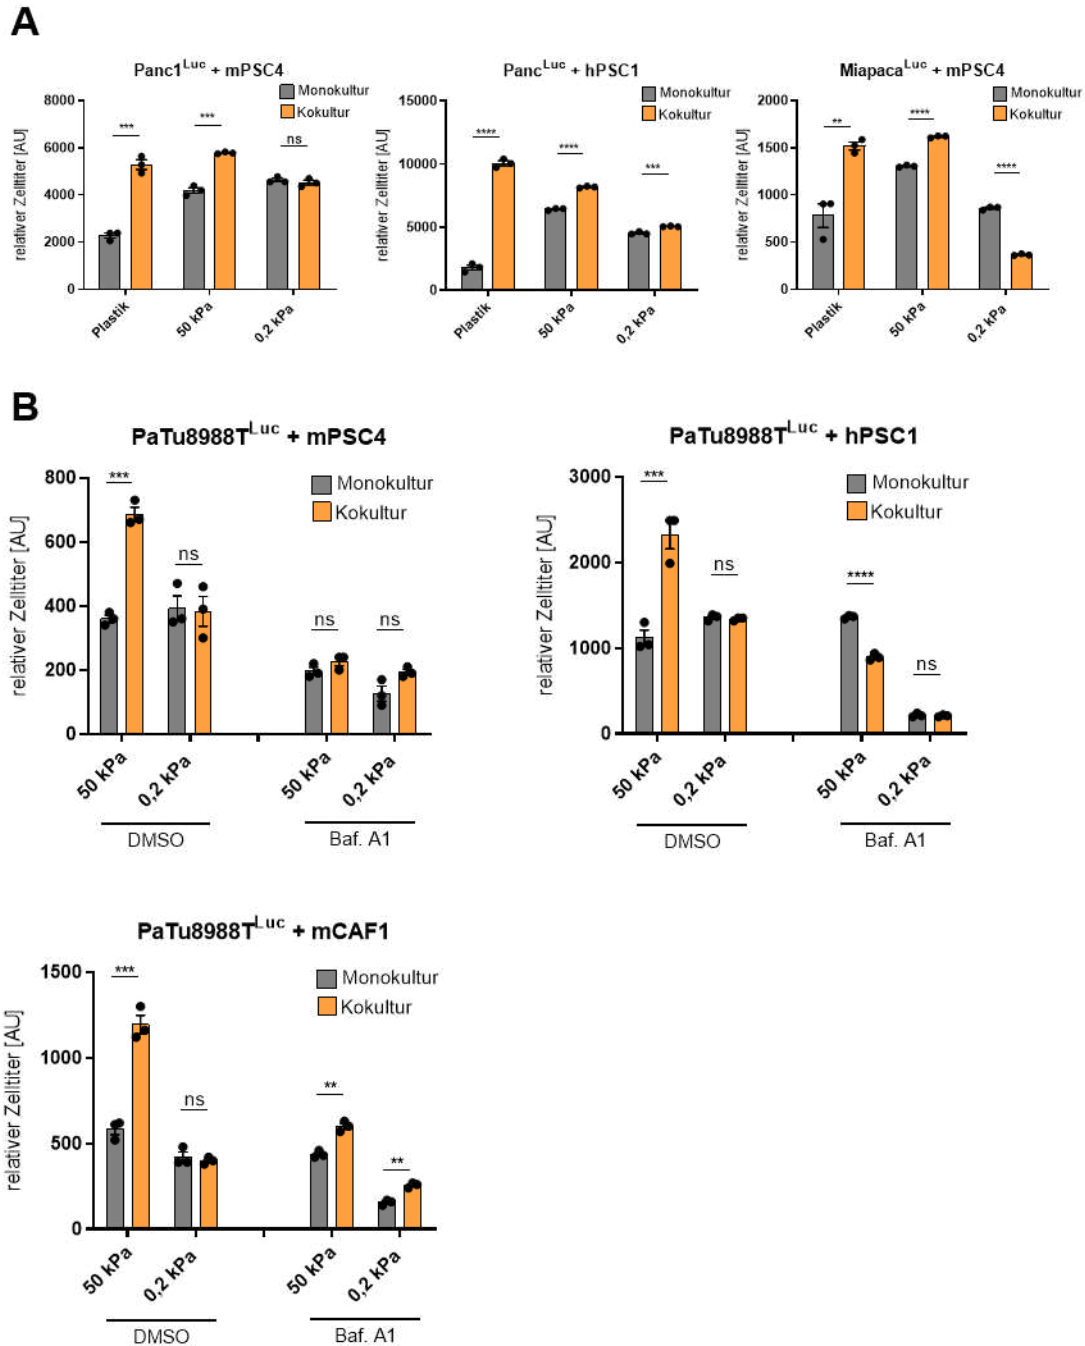 A
Panc1Luc + mPSC4
Monokultur
Kokultur
relativer Zelltiter [AU]
8000
6000
4000
2000
0
***
***
ns
Plastik
50 kPa
0,2 kPa
PancLuc + hPSC1
Monokultur
Kokultur
relativer Zelltiter [AU]
15000
10000
5000
0
****
****
***
Plastik
50 kPa
0,2 kPa
MiapacaLuc + mPSC4
Monokultur
Kokultur
relativer Zelltiter [AU]
2000
1500
1000
500
0
**
****
****
Plastik
50 kPa
0,2 kPa
B
PaTu8988TLuc + mPSC4
Monokultur
Kokultur
relativer Zelltiter [AU]
800
600
400
200
0
***
ns
ns
ns
50 kPa
0,2 kPa
50 kPa
0,2 kPa
DMSO
Baf. A1
PaTu8988TLuc + hPSC1
Monokultur
Kokultur
relativer Zelltiter [AU]
3000
2000
1000
0
***
ns
****
ns
50 kPa
0,2 kPa
50 kPa
0,2 kPa
DMSO
Baf. A1
PaTu8988TLuc + mCAF1
Monokultur
Kokultur
relativer Zelltiter [AU]
1500
1000
500
0
***
ns
**
**
50 kPa
0,2 kPa
50 kPa
0,2 kPa
DMSO
Baf. A1